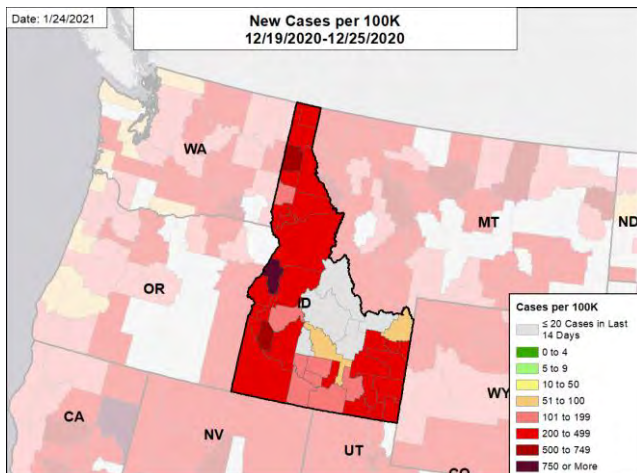 Date: 1/24/2021
New Cases per 100K
12/19/2020-12/25/2020
WA
MT
ND
OR
ID
WY
CA
NV
UT
CO
Cases per 100K
≤ 20 Cases in Last
14 Days
0 to 4
5 to 9
10 to 50
51 to 100
101 to 199
200 to 499
500 to 749
750 or More